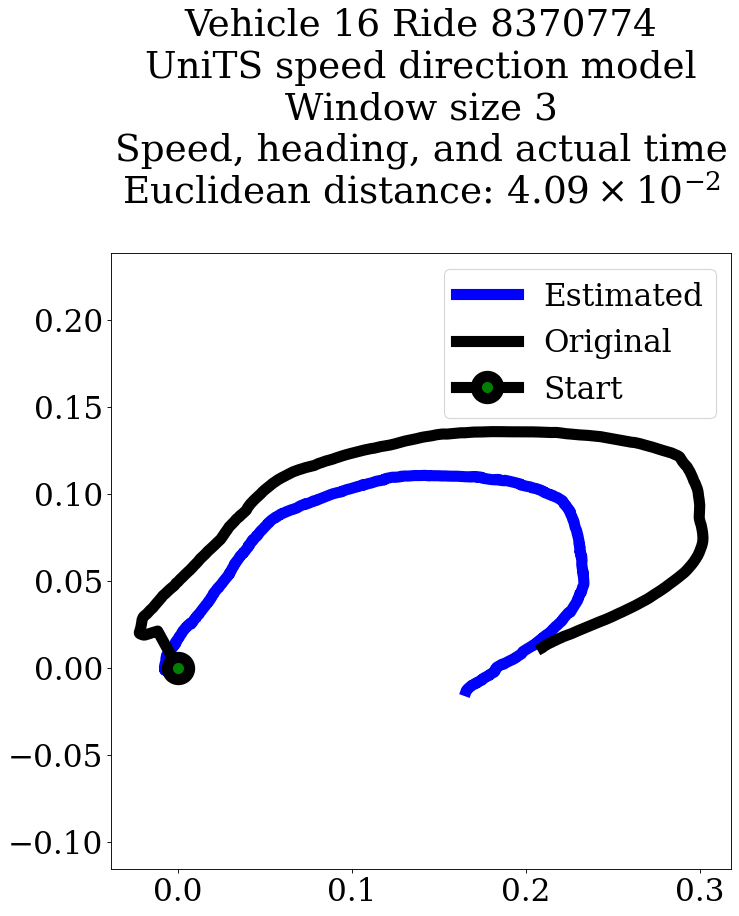 Vehicle 16 Ride 8370774
UniTS speed direction model
Window size 3
Speed, heading, and actual time
Euclidean distance: 4.09 × 10⁻²
Estimated
Original
Start
0.20
0.15
0.10
0.05
0.00
−0.05
−0.10
0.0 0.1 0.2 0.3